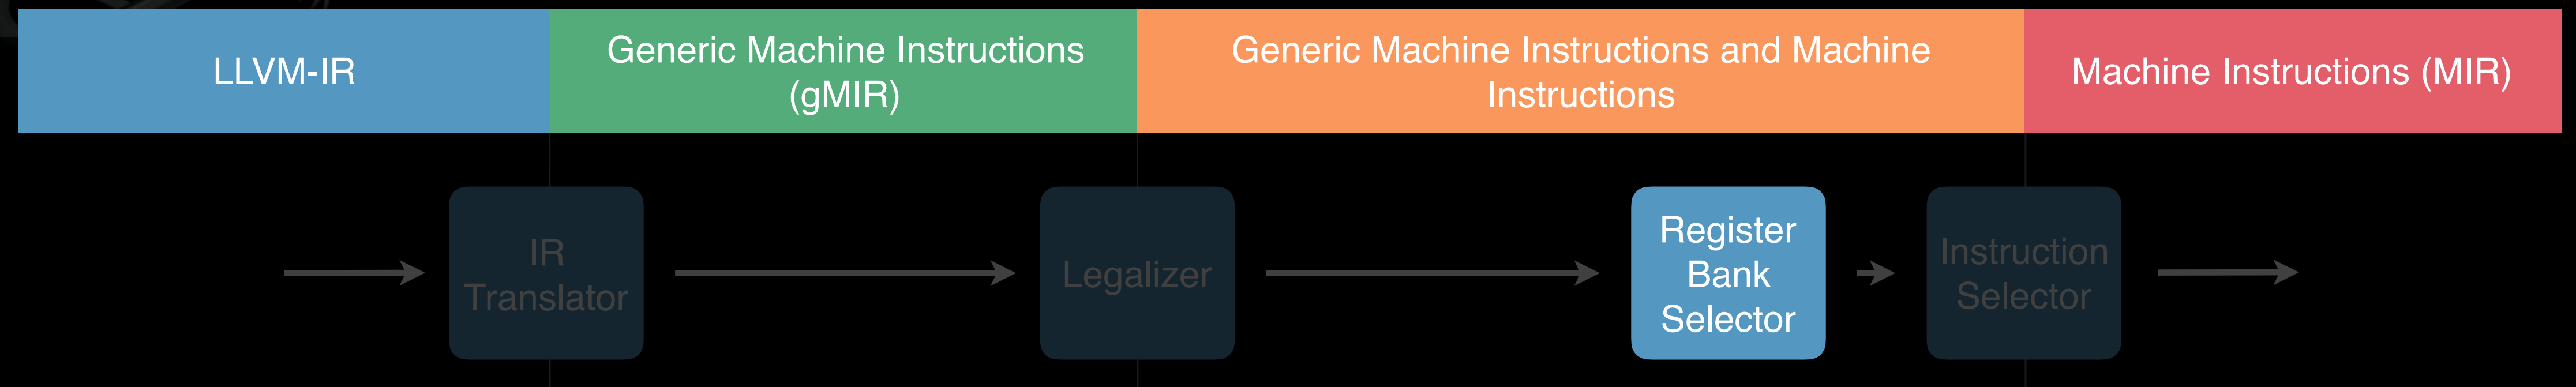 LLVM-IR
Generic Machine Instructions
(gMIR)
Generic Machine Instructions and Machine
Instructions
Machine Instructions (MIR)
IR
Translator
Legalizer
Register
Bank
Selector
Instruction
Selector